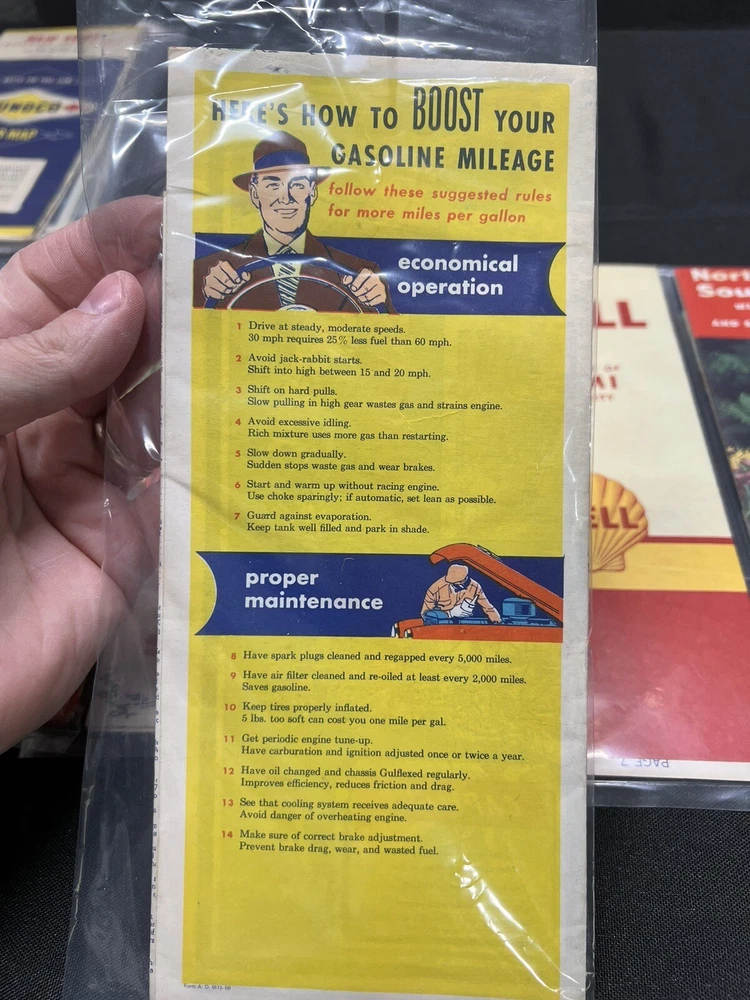 HERE'S HOW TO BOOST YOUR
GASOLINE MILEAGE
follow these suggested rules
for more miles per gallon
economical
operation
1 Drive at steady, moderate speeds.
30 mph requires 25% less fuel than 60 mph.
2 Avoid jack-rabbit starts.
Shift into high between 15 and 20 mph.
3 Shift on hard pulls.
Slow pulling in high gear wastes gas and strains engine.
4 Avoid excessive idling.
Rich mixture uses more gas than restarting.
5 Slow down gradually.
Sudden stops waste gas and wear brakes.
6 Start and warm up without racing engine.
Use choke sparingly; if automatic, set lean as possible.
7 Guard against evaporation.
Keep tank well filled and park in shade.
proper
maintenance
8 Have spark plugs cleaned and regapped every 5,000 miles.
9 Have air filter cleaned and re-oiled at least every 2,000 miles.
Saves gasoline.
10 Keep tires properly inflated.
5 lbs. too soft can cost you one mile per gal.
11 Get periodic engine tune-up.
Have carburation and ignition adjusted once or twice a year.
12 Have oil changed and chassis Gulflexed regularly.
Improves efficiency, reduces friction and drag.
13 See that cooling system receives adequate care.
Avoid danger of overheating engine.
14 Make sure of correct brake adjustment.
Prevent brake drag, wear, and wasted fuel.
Form A. D.
UNOCO
MAP
LL
OF
ELL
PAGE 7
Nort
Sou
AND